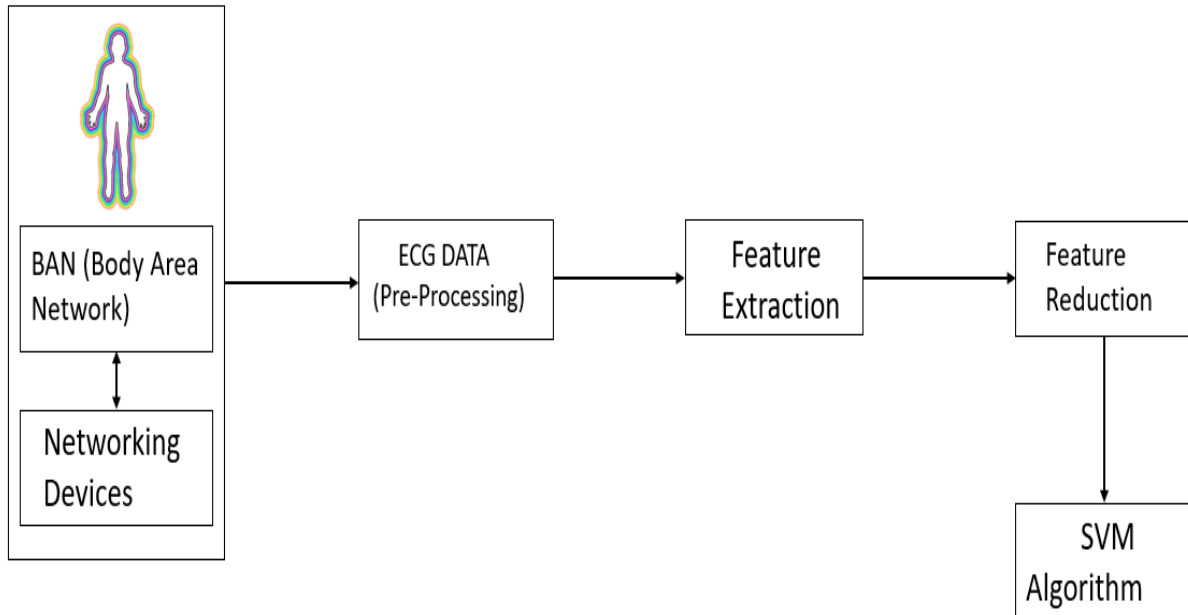 BAN (Body Area
Network)
Networking
Devices
ECG DATA
(Pre-Processing)
Feature
Extraction
Feature
Reduction
SVM
Algorithm